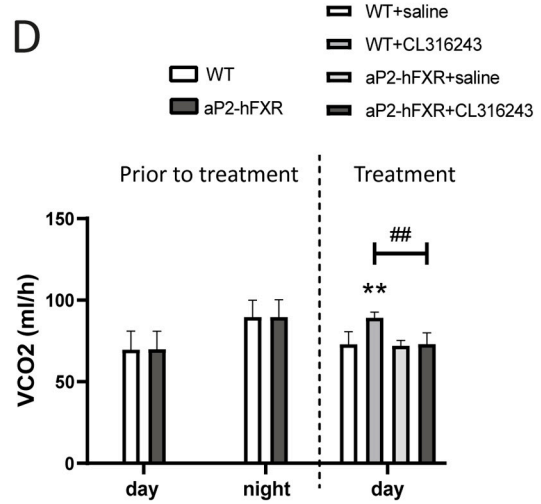 D
WT
aP2-hFXR
WT+saline
WT+CL316243
aP2-hFXR+saline
aP2-hFXR+CL316243
Prior to treatment
Treatment
VCO2 (ml/h)
150
100
50
0
##
**
day
night
day